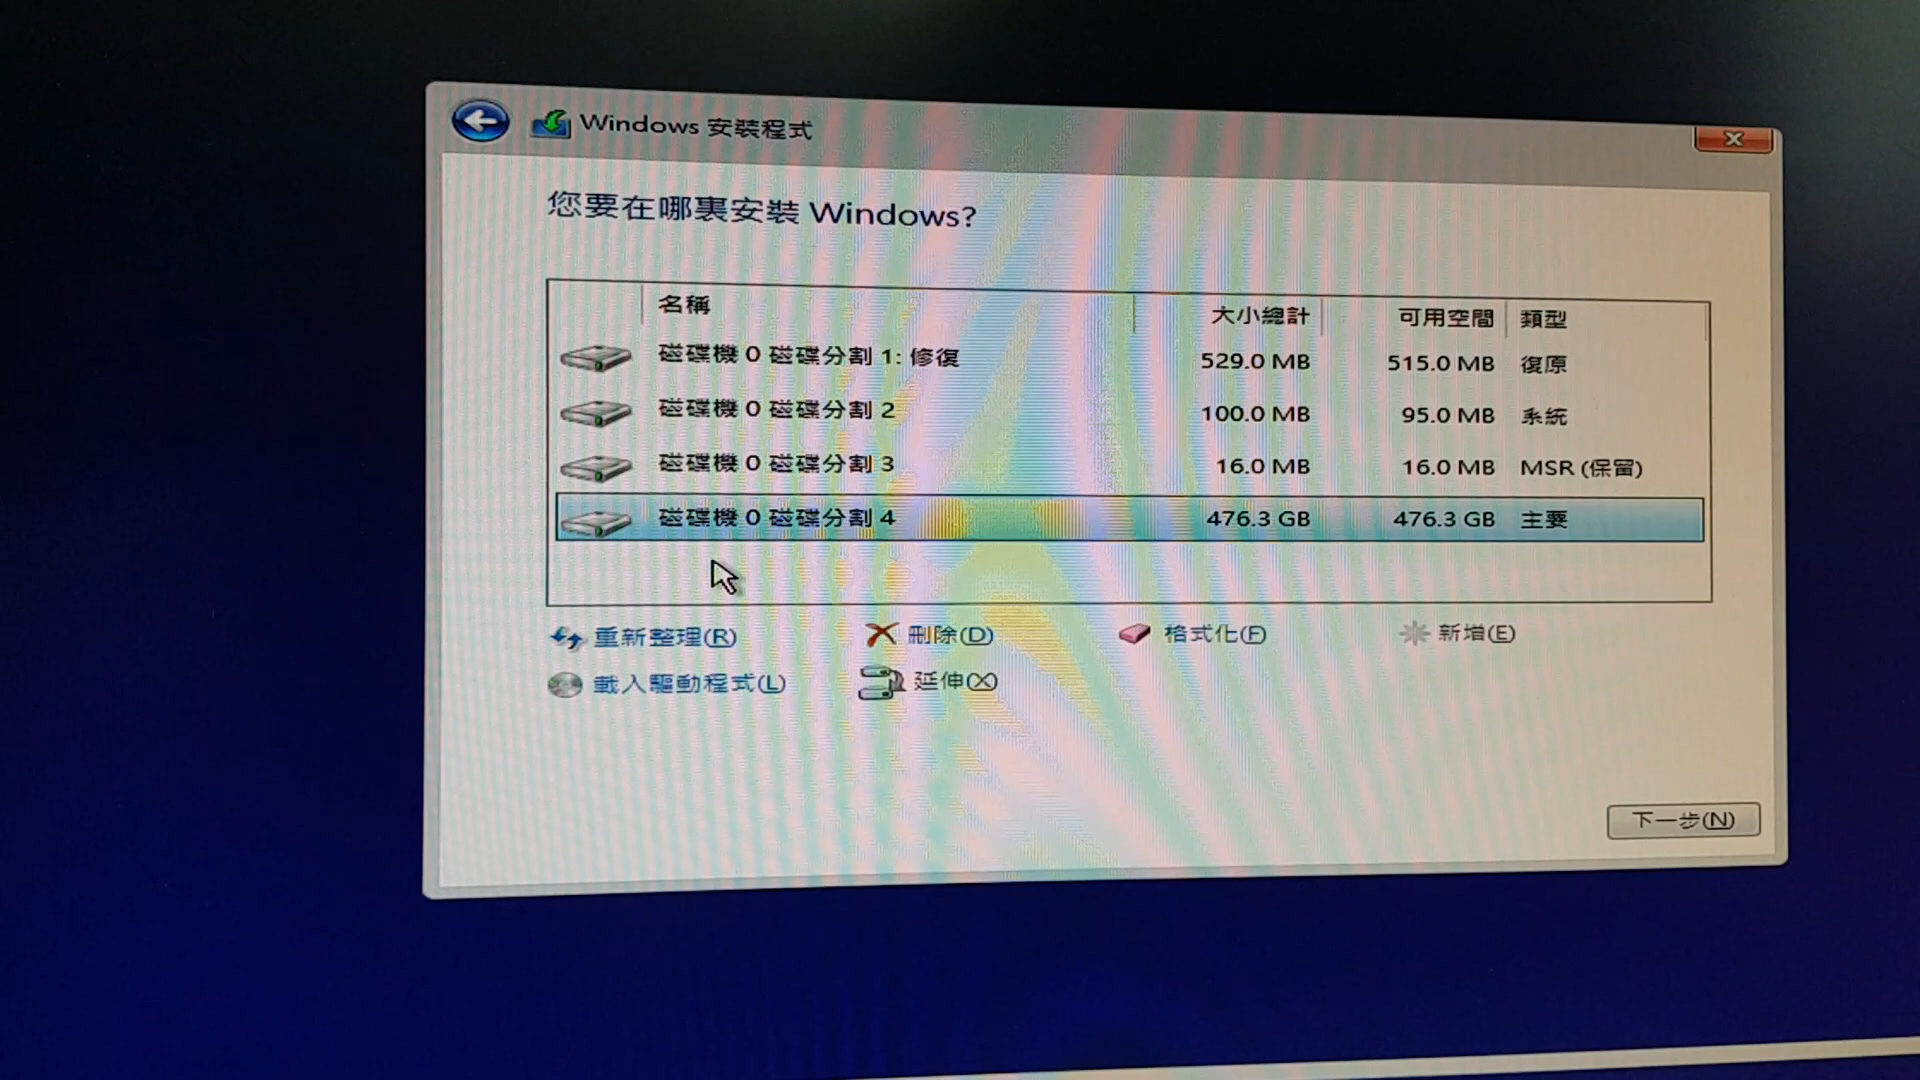 Windows 安裝程式
您要在哪裏安裝 Windows?
名稱 大小總計 可用空間 類型
磁碟機 0 磁碟分割 1: 修復 529.0 MB 515.0 MB 復原
磁碟機 0 磁碟分割 2 100.0 MB 95.0 MB 系統
磁碟機 0 磁碟分割 3 16.0 MB 16.0 MB MSR (保留)
磁碟機 0 磁碟分割 4 476.3 GB 476.3 GB 主要
重新整理(R) 刪除(D) 格式化(F) 新增(E)
載入驅動程式(L) 延伸(X)
下一步(N)